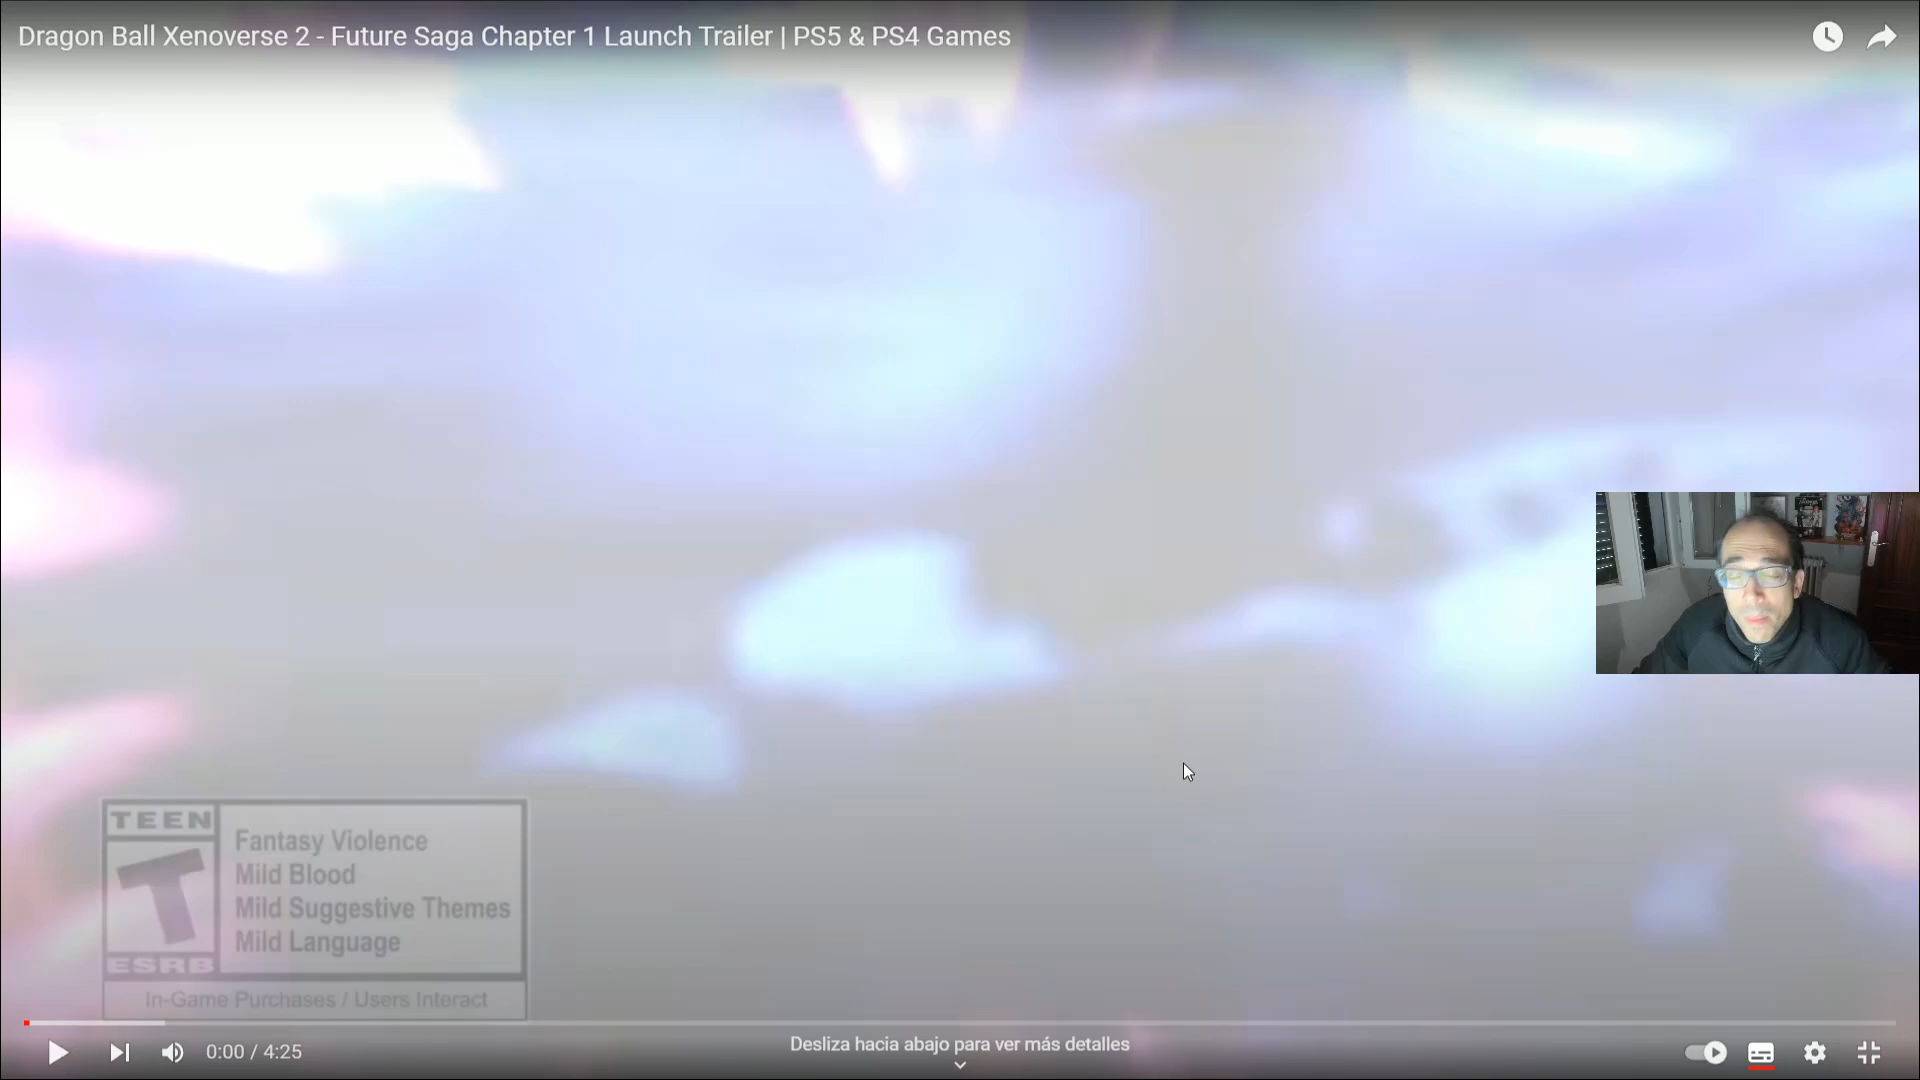 Dragon Ball Xenoverse 2 - Future Saga Chapter 1 Launch Trailer | PS5 & PS4 Games
TEEN
T
ESRB
Fantasy Violence
Mild Blood
Mild Suggestive Themes
Mild Language
In-Game Purchases / Users Interact
0:00 / 4:25
Desliza hacia abajo para ver más detalles